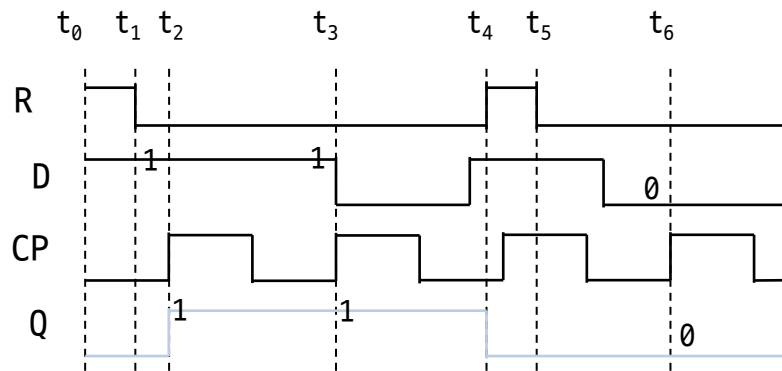 t₀ t₁ t₂ t₃ t₄ t₅ t₆
R
1 1
D 0
CP
1 1
Q 0